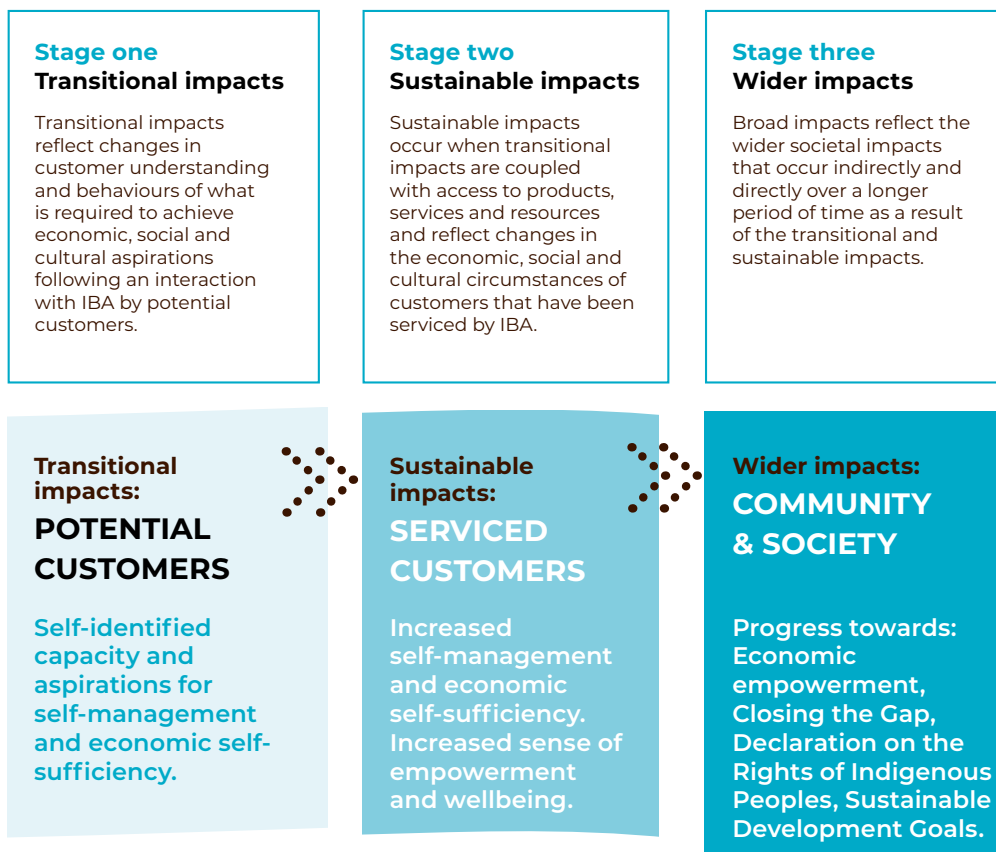 Stage one
Transitional impacts
Transitional impacts
reflect changes in
customer understanding
and behaviours of what
is required to achieve
economic, social and
cultural aspirations
following an interaction
with IBA by potential
customers.
Stage two
Sustainable impacts
Sustainable impacts
occur when transitional
impacts are coupled
with access to products,
services and resources
and reflect changes in
the economic, social and
cultural circumstances of
customers that have been
serviced by IBA.
Stage three
Wider impacts
Broad impacts reflect the
wider societal impacts
that occur indirectly and
directly over a longer
period of time as a result
of the transitional and
sustainable impacts.
Transitional
impacts:
POTENTIAL
CUSTOMERS
Self-identified
capacity and
aspirations for
self-management
and economic self-
sufficiency.
Sustainable
impacts:
SERVICED
CUSTOMERS
Increased
self-management
and economic
self-sufficiency.
Increased sense of
empowerment
and wellbeing.
Wider impacts:
COMMUNITY
& SOCIETY
Progress towards:
Economic
empowerment,
Closing the Gap,
Declaration on the
Rights of Indigenous
Peoples, Sustainable
Development Goals.